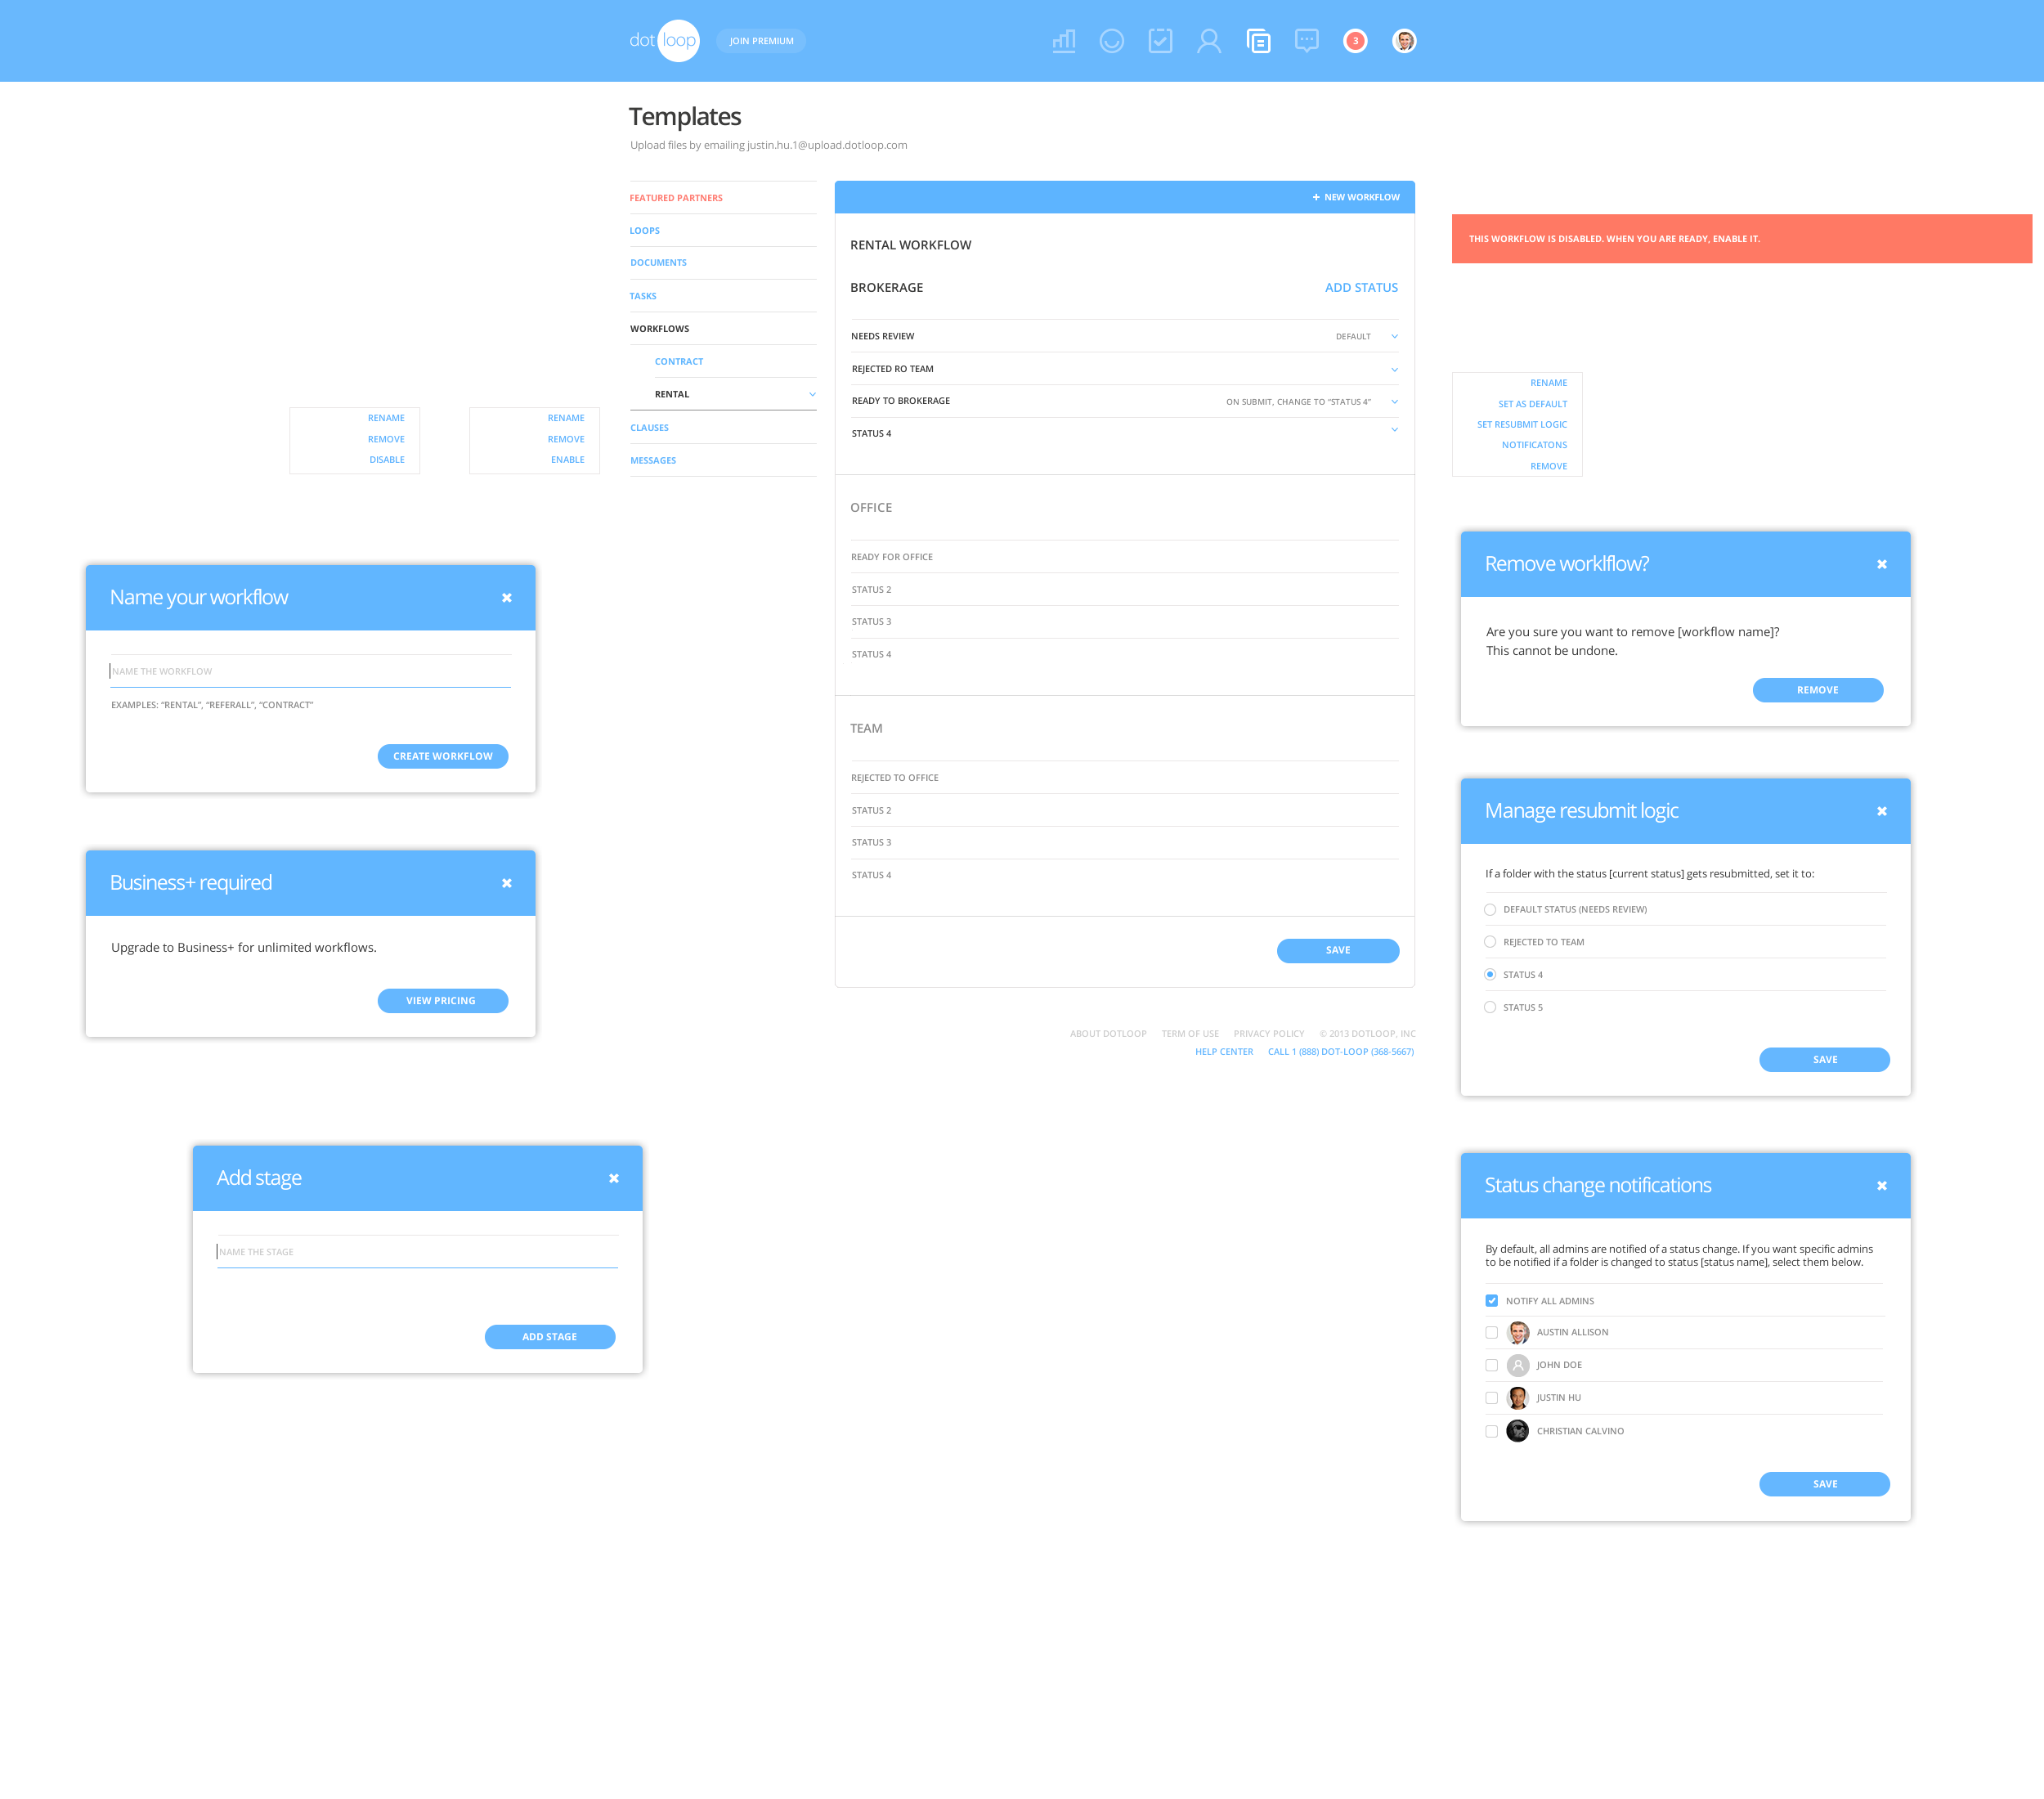 dot loop
JOIN PREMIUM
3
Templates
Upload files by emailing justin.hu.1@upload.dotloop.com
FEATURED PARTNERS
LOOPS
DOCUMENTS
TASKS
WORKFLOWS
CONTRACT
RENTAL
CLAUSES
MESSAGES
RENAME
REMOVE
DISABLE
RENAME
REMOVE
ENABLE
+ NEW WORKFLOW
RENTAL WORKFLOW
BROKERAGE
ADD STATUS
NEEDS REVIEW
DEFAULT
REJECTED RO TEAM
READY TO BROKERAGE
ON SUBMIT, CHANGE TO “STATUS 4”
STATUS 4
OFFICE
READY FOR OFFICE
STATUS 2
STATUS 3
STATUS 4
TEAM
REJECTED TO OFFICE
STATUS 2
STATUS 3
STATUS 4
SAVE
ABOUT DOTLOOP
TERM OF USE
PRIVACY POLICY
© 2013 DOTLOOP, INC
HELP CENTER
CALL 1 (888) DOT-LOOP (368-5667)
THIS WORKFLOW IS DISABLED. WHEN YOU ARE READY, ENABLE IT.
RENAME
SET AS DEFAULT
SET RESUBMIT LOGIC
NOTIFICATONS
REMOVE
Name your workflow
NAME THE WORKFLOW
EXAMPLES: “RENTAL”, “REFERALL”, “CONTRACT”
CREATE WORKFLOW
Business+ required
Upgrade to Business+ for unlimited workflows.
VIEW PRICING
Add stage
NAME THE STAGE
ADD STAGE
Remove worklflow?
Are you sure you want to remove [workflow name]?
This cannot be undone.
REMOVE
Manage resubmit logic
If a folder with the status [current status] gets resubmitted, set it to:
DEFAULT STATUS (NEEDS REVIEW)
REJECTED TO TEAM
STATUS 4
STATUS 5
SAVE
Status change notifications
By default, all admins are notified of a status change. If you want specific admins
to be notified if a folder is changed to status [status name], select them below.
NOTIFY ALL ADMINS
AUSTIN ALLISON
JOHN DOE
JUSTIN HU
CHRISTIAN CALVINO
SAVE